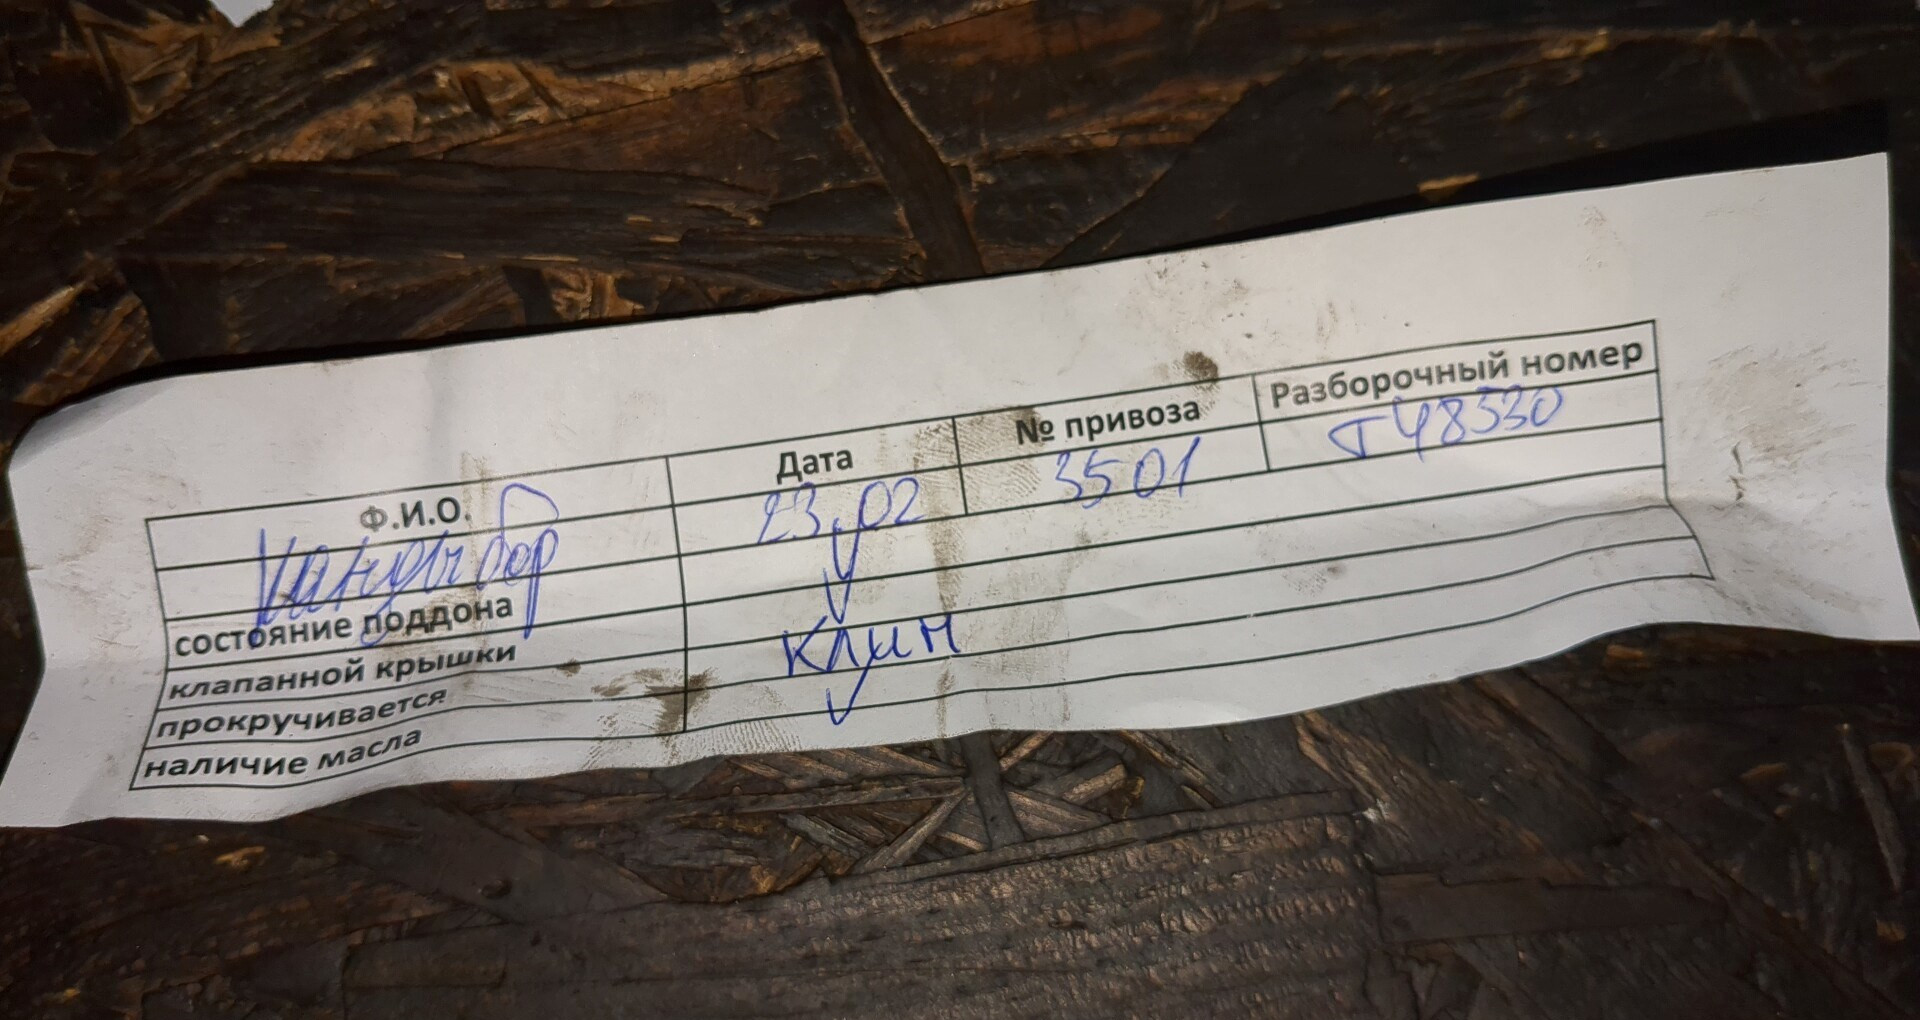 Ф.И.О. Дата № привоза Разборочный номер
23.02 3501 Т48530
состояние поддона ✓
клапанной крышки ✓
прокручивается клин
наличие масла ✓